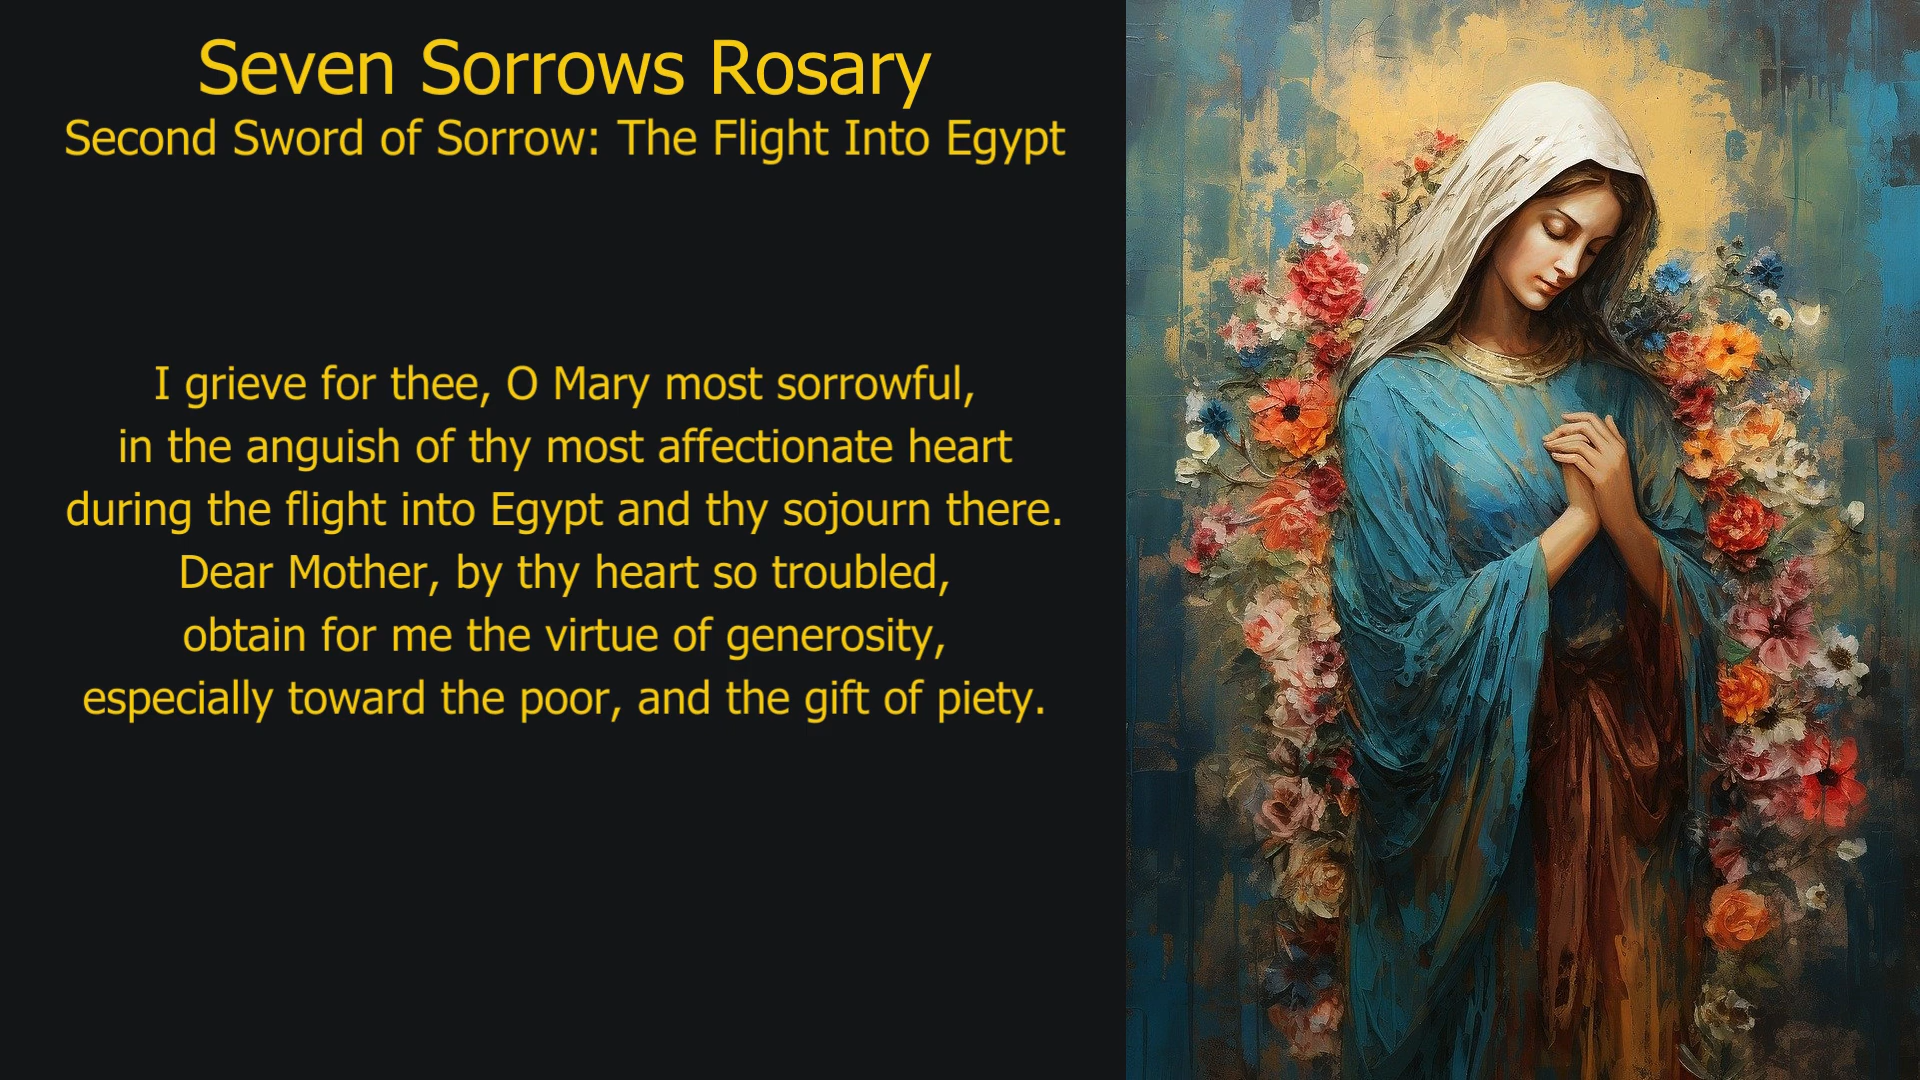 Seven Sorrows Rosary
Second Sword of Sorrow: The Flight Into Egypt
I grieve for thee, O Mary most sorrowful,
in the anguish of thy most affectionate heart
during the flight into Egypt and thy sojourn there.
Dear Mother, by thy heart so troubled,
obtain for me the virtue of generosity,
especially toward the poor, and the gift of piety.